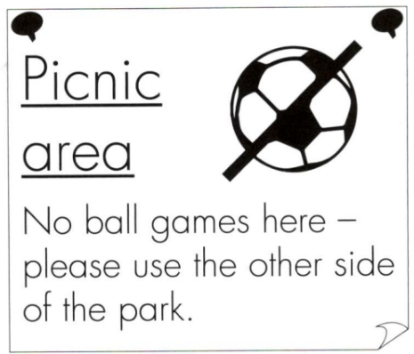 Picnic
area
No ball games here –
please use the other side
of the park.